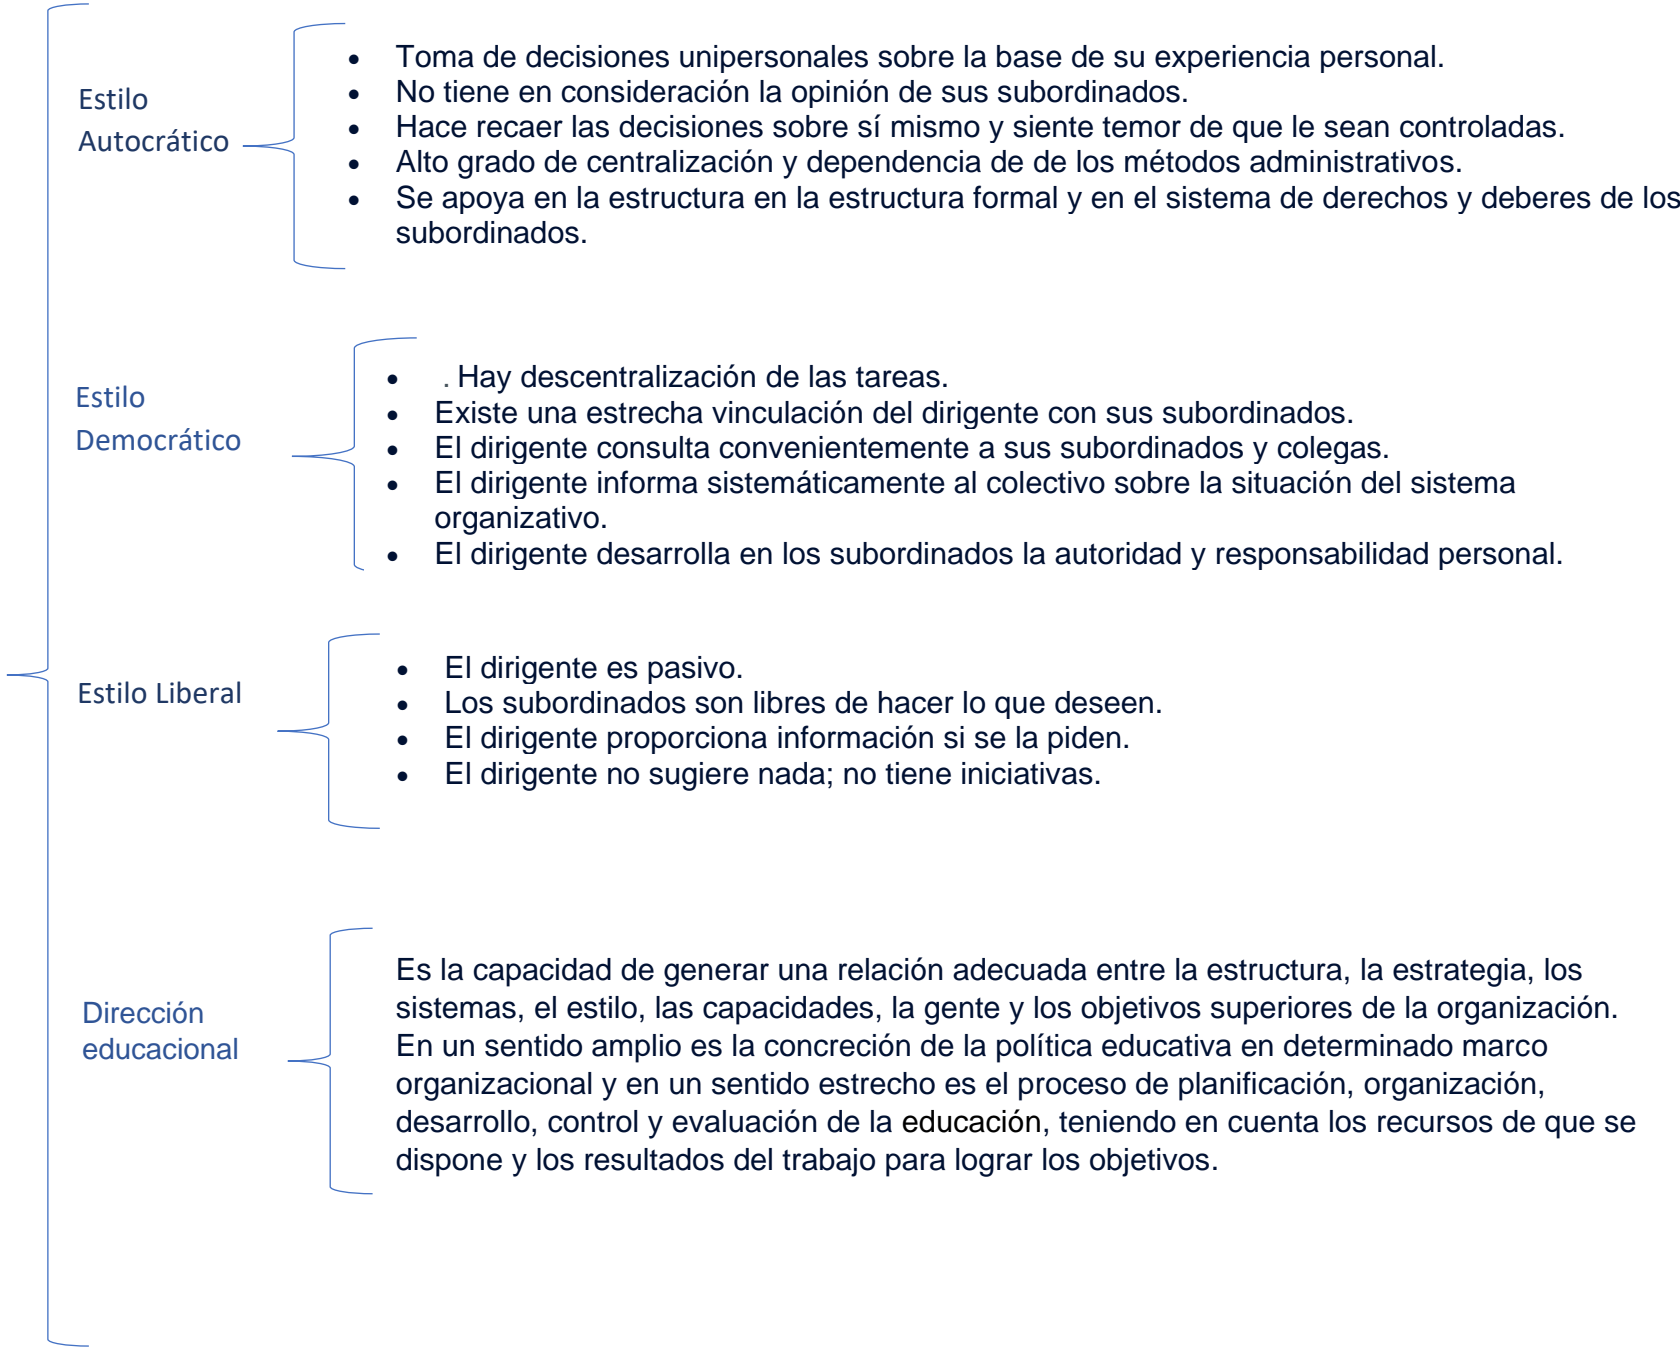 Estilo
Autocrático
• Toma de decisiones unipersonales sobre la base de su experiencia personal.
• No tiene en consideración la opinión de sus subordinados.
• Hace recaer las decisiones sobre sí mismo y siente temor de que le sean controladas.
• Alto grado de centralización y dependencia de de los métodos administrativos.
• Se apoya en la estructura en la estructura formal y en el sistema de derechos y deberes de los
subordinados.
Estilo
Democrático
• . Hay descentralización de las tareas.
• Existe una estrecha vinculación del dirigente con sus subordinados.
• El dirigente consulta convenientemente a sus subordinados y colegas.
• El dirigente informa sistemáticamente al colectivo sobre la situación del sistema
organizativo.
• El dirigente desarrolla en los subordinados la autoridad y responsabilidad personal.
Estilo Liberal
• El dirigente es pasivo.
• Los subordinados son libres de hacer lo que deseen.
• El dirigente proporciona información si se la piden.
• El dirigente no sugiere nada; no tiene iniciativas.
Dirección
educacional
Es la capacidad de generar una relación adecuada entre la estructura, la estrategia, los
sistemas, el estilo, las capacidades, la gente y los objetivos superiores de la organización.
En un sentido amplio es la concreción de la política educativa en determinado marco
organizacional y en un sentido estrecho es el proceso de planificación, organización,
desarrollo, control y evaluación de la educación, teniendo en cuenta los recursos de que se
dispone y los resultados del trabajo para lograr los objetivos.